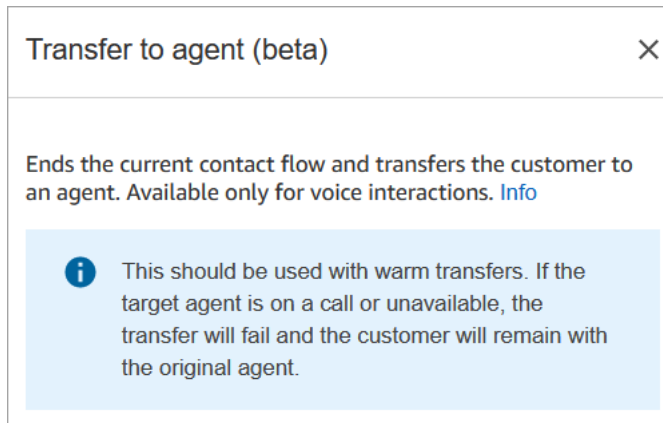 Transfer to agent (beta)
Ends the current contact flow and transfers the customer to
an agent. Available only for voice interactions. Info
This should be used with warm transfers. If the
target agent is on a call or unavailable, the
transfer will fail and the customer will remain with
the original agent.